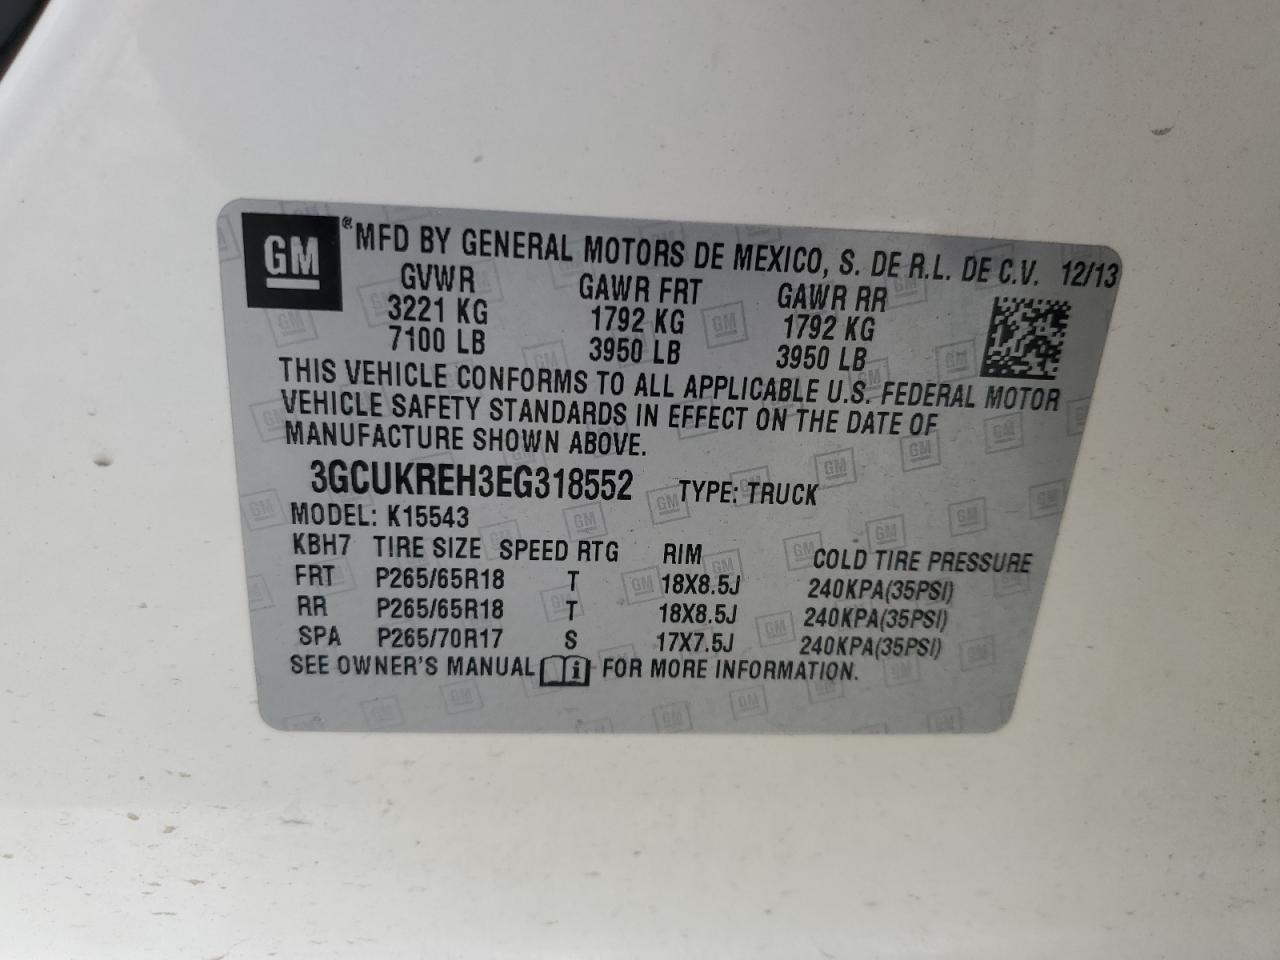 GM ® MFD BY GENERAL MOTORS DE MEXICO, S. DE R.L. DE C.V. 12/13
GVWR GAWR FRT GAWR RR
3221 KG 1792 KG 1792 KG
7100 LB 3950 LB 3950 LB
THIS VEHICLE CONFORMS TO ALL APPLICABLE U.S. FEDERAL MOTOR
VEHICLE SAFETY STANDARDS IN EFFECT ON THE DATE OF
MANUFACTURE SHOWN ABOVE.
3GCUKREH3EG318552 TYPE: TRUCK
MODEL: K15543
KBH7 TIRE SIZE SPEED RTG RIM COLD TIRE PRESSURE
FRT P265/65R18 T 18X8.5J 240KPA(35PSI)
RR P265/65R18 T 18X8.5J 240KPA(35PSI)
SPA P265/70R17 S 17X7.5J 240KPA(35PSI)
SEE OWNER'S MANUAL i FOR MORE INFORMATION.